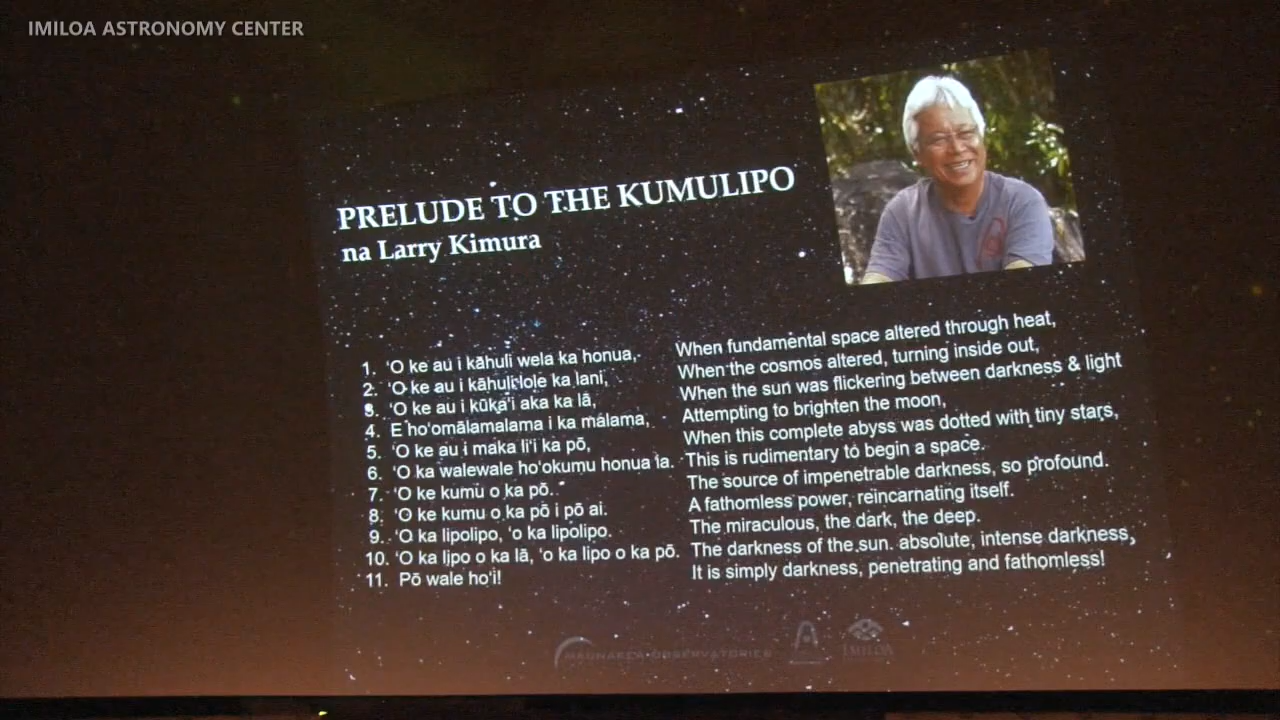 IMILOA ASTRONOMY CENTER
PRELUDE TO THE KUMULIPO
na Larry Kimura
1. ʻO ke au i kāhuli wela ka honua,
2. ʻO ke au i kāhuli lole ka lani,
3. ʻO ke au i kūkaʻi aka ka lā,
4. E hoʻomālamalama i ka mālama,
5. ʻO ke au i maka liʻi ka pō,
6. ʻO ka walewale hoʻokumu honua ia.
7. ʻO ke kumu o ka pō.
8. ʻO ke kumu o ka pō i pō ai.
9. ʻO ka lipolipo, ʻo ka lipolipo.
10. ʻO ka lipo o ka lā, ʻo ka lipo o ka pō.
11. Pō wale hoʻi!
When fundamental space altered through heat,
When the cosmos altered, turning inside out,
When the sun was flickering between darkness & light
Attempting to brighten the moon,
When this complete abyss was dotted with tiny stars,
This is rudimentary to begin a space.
The source of impenetrable darkness, so profound.
A fathomless power, reincarnating itself.
The miraculous, the dark, the deep.
The darkness of the sun. absolute, intense darkness,
It is simply darkness, penetrating and fathomless!
MAUNAKEA OBSERVATORIES
IMILOA